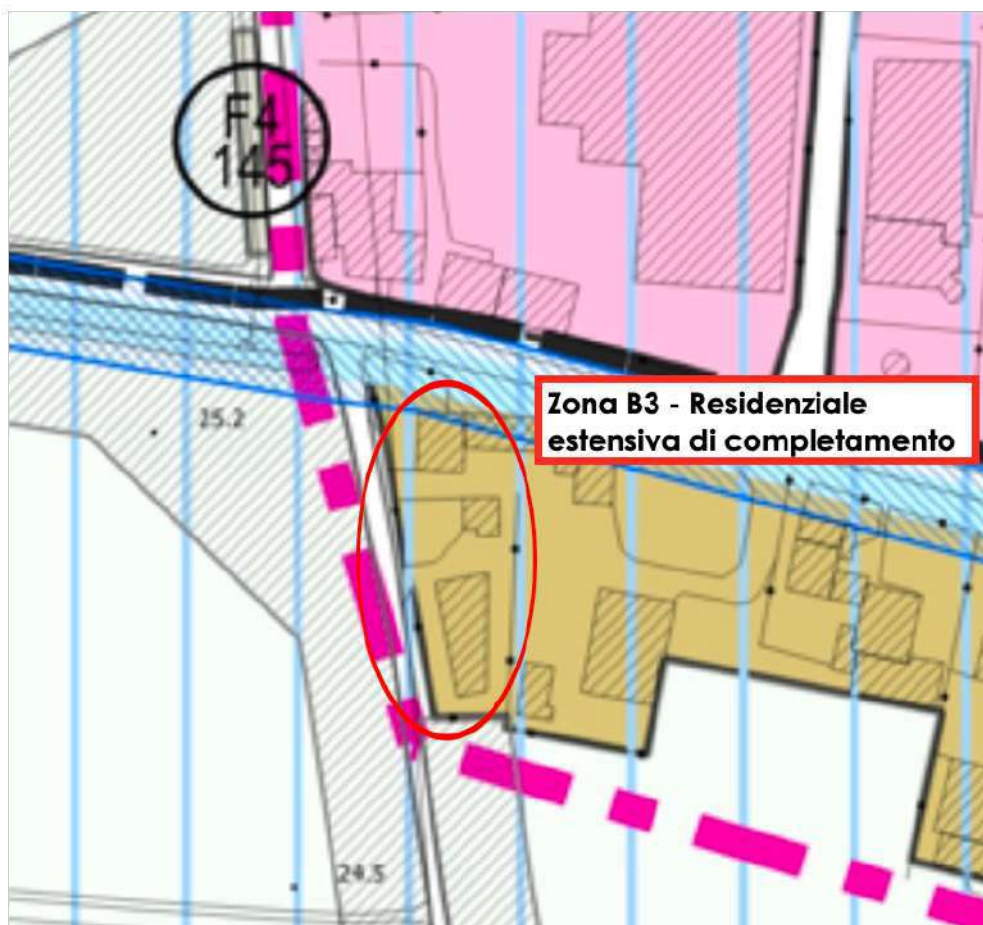 F4
145
25.2
Zona B3 - Residenziale
estensiva di completamento
24.5